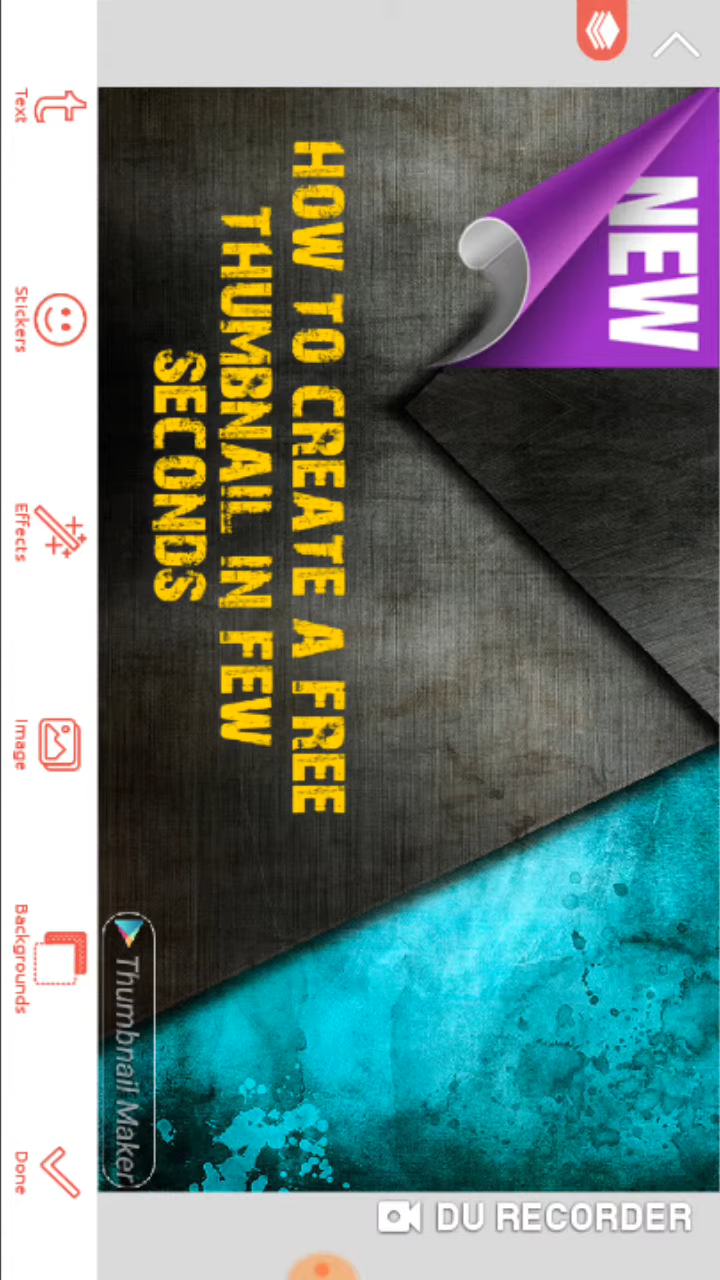 NEW
HOW TO CREATE A FREE
THUMBNAIL IN FEW
SECONDS
Thumbnail Maker
Text
Stickers
Effects
Image
Backgrounds
Done
DU RECORDER